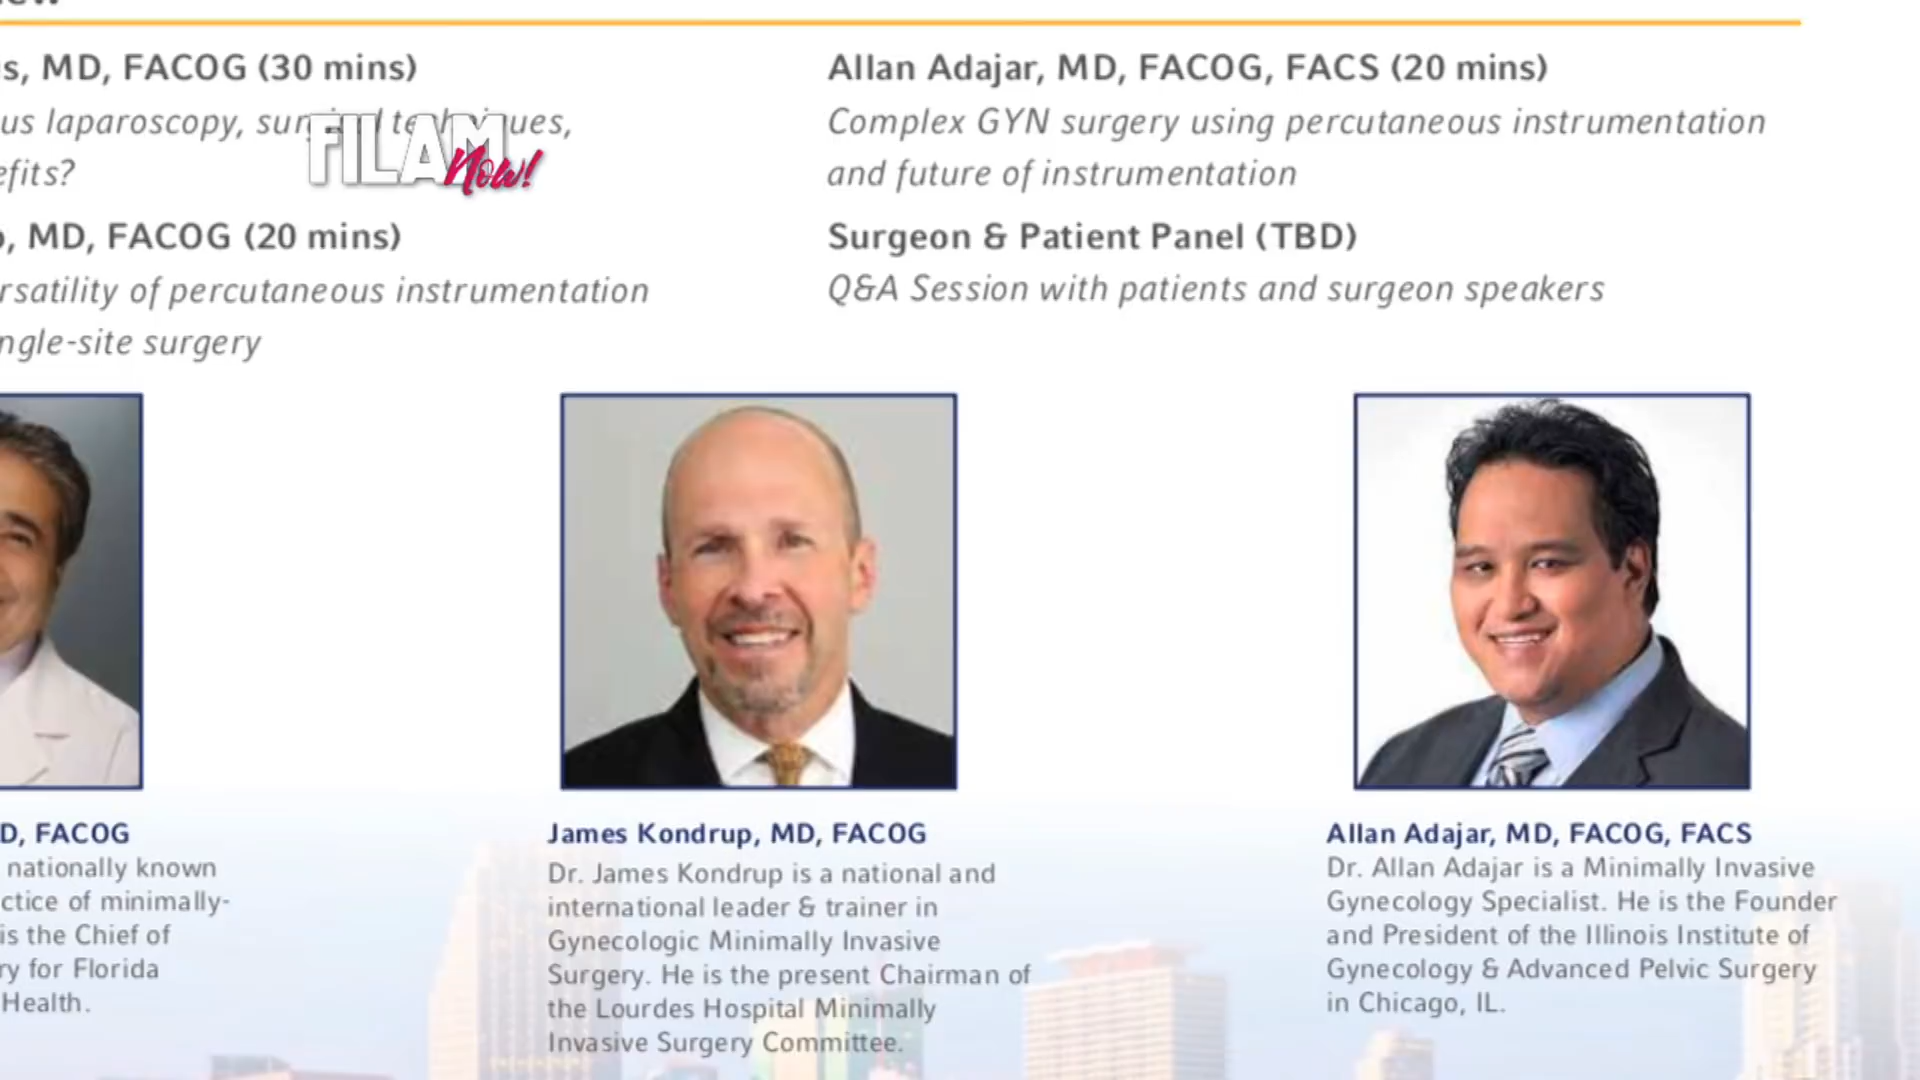 s, MD, FACOG (30 mins)
us laparoscopy, techniques,
efits?
FILAM
Now!
, MD, FACOG (20 mins)
rsatility of percutaneous instrumentation
ngle-site surgery
Allan Adajar, MD, FACOG, FACS (20 mins)
Complex GYN surgery using percutaneous instrumentation
and future of instrumentation
Surgeon & Patient Panel (TBD)
Q&A Session with patients and surgeon speakers
D, FACOG
nationally known
ctice of minimally-
is the Chief of
ry for Florida
Health.
James Kondrup, MD, FACOG
Dr. James Kondrup is a national and
international leader & trainer in
Gynecologic Minimally Invasive
Surgery. He is the present Chairman of
the Lourdes Hospital Minimally
Invasive Surgery Committee.
Allan Adajar, MD, FACOG, FACS
Dr. Allan Adajar is a Minimally Invasive
Gynecology Specialist. He is the Founder
and President of the Illinois Institute of
Gynecology & Advanced Pelvic Surgery
in Chicago, IL.